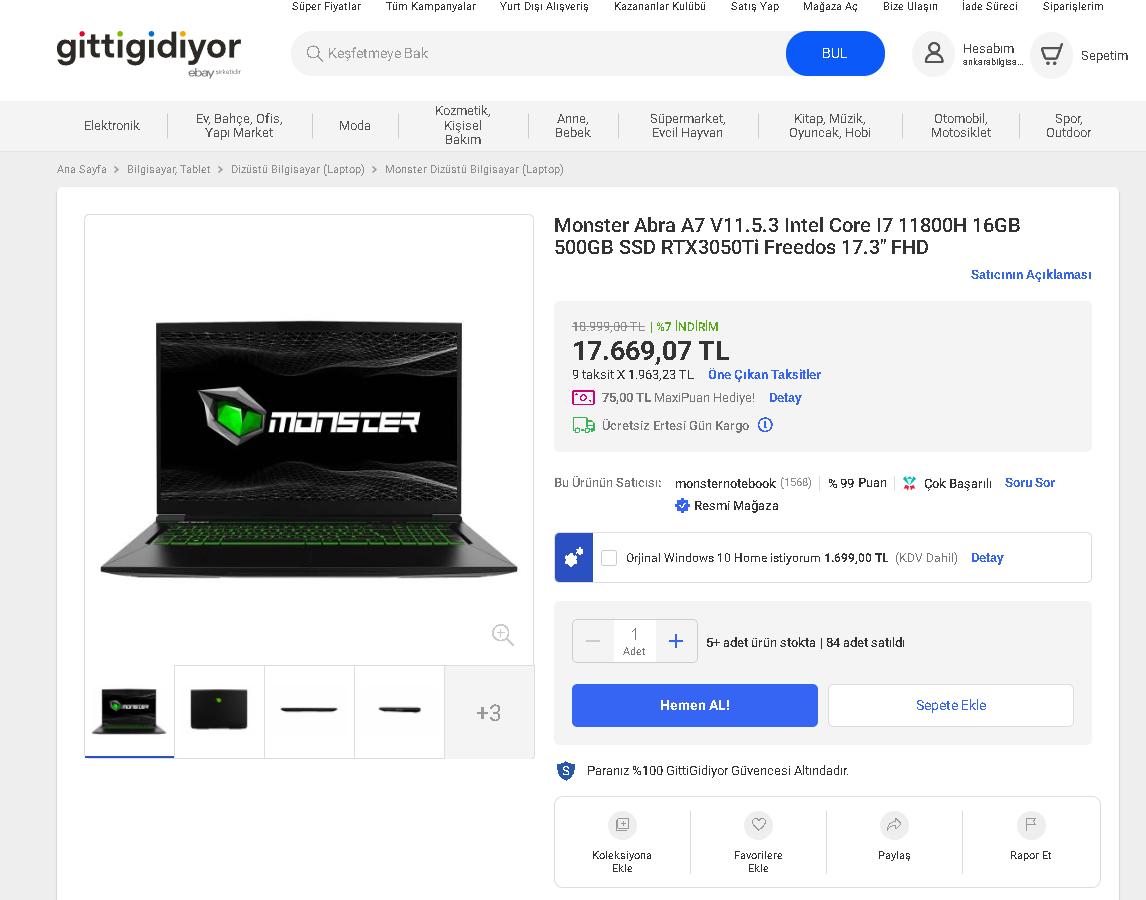 Süper Fiyatlar Tüm Kampanyalar Yurt Dışı Alışveriş Kazananlar Kulübü Satış Yap Mağaza Aç Bize Ulaşın İade Süreci Siparişlerim
gittigidiyor
ebay şirketidir
Keşfetmeye Bak
BUL
Hesabım
ankarabilgisa...
Sepetim
Elektronik
Ev, Bahçe, Ofis,
Yapı Market
Moda
Kozmetik,
Kişisel
Bakım
Anne,
Bebek
Süpermarket,
Evcil Hayvan
Kitap, Müzik,
Oyuncak, Hobi
Otomobil,
Motosiklet
Spor,
Outdoor
Ana Sayfa > Bilgisayar, Tablet > Dizüstü Bilgisayar (Laptop) > Monster Dizüstü Bilgisayar (Laptop)
MONSTER
MONSTER
+3
Monster Abra A7 V11.5.3 Intel Core I7 11800H 16GB
500GB SSD RTX3050Ti Freedos 17.3" FHD
Satıcının Açıklaması
18.999,00 TL | %7 İNDİRİM
17.669,07 TL
9 taksit X 1.963,23 TL Öne Çıkan Taksitler
75,00 TL MaxiPuan Hediye! Detay
Ücretsiz Ertesi Gün Kargo
Bu Ürünün Satıcısı: monsternotebook (1568) % 99 Puan Çok Başarılı Soru Sor
Resmi Mağaza
Orjinal Windows 10 Home istiyorum 1.699,00 TL (KDV Dahil) Detay
1
Adet
5+ adet ürün stokta | 84 adet satıldı
Hemen AL!
Sepete Ekle
Paranız %100 GittiGidiyor Güvencesi Altındadır.
Koleksiyona
Ekle
Favorilere
Ekle
Paylaş
Rapor Et